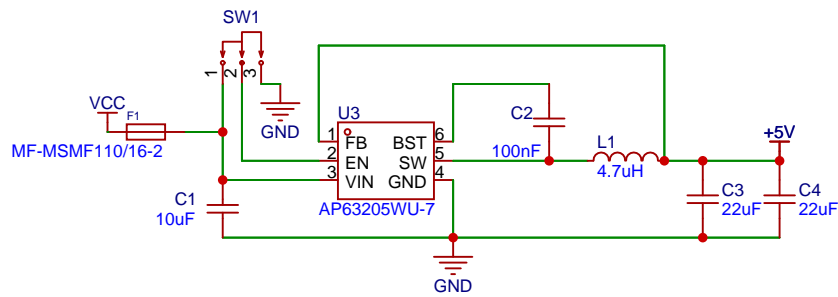 SW1
1 2 3
VCC
F1
MF-MSMF110/16-2
GND
U3
1 FB BST 6
2 EN SW 5
3 VIN GND 4
AP63205WU-7
C1
10uF
C2
100nF
L1
4.7uH
+5V
C3
22uF
C4
22uF
GND